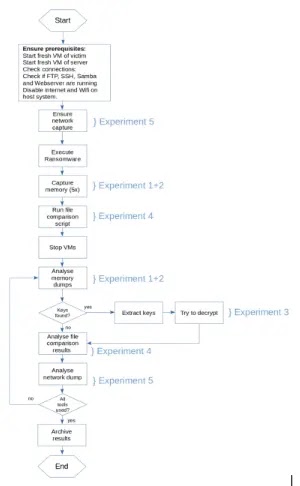 Start
Ensure prerequisites:
Start fresh VM of victim
Start fresh VM of server
Check connections:
Check if FTP, SSH, Samba
and Webserver are running
Disable internet and Wifi on
host system.
Ensure
network
capture
} Experiment 5
Execute
Ransomware
Capture
memory (5x)
} Experiment 1+2
Run file
comparison
script
} Experiment 4
Stop VMs
Analyse
memory
dumps
} Experiment 1+2
Keys
found?
yes
Extract keys
Try to decrypt
} Experiment 3
no
Analyse file
comparison
results
} Experiment 4
Analyse
network dump
} Experiment 5
no
All
tests
used?
yes
Archive
results
End